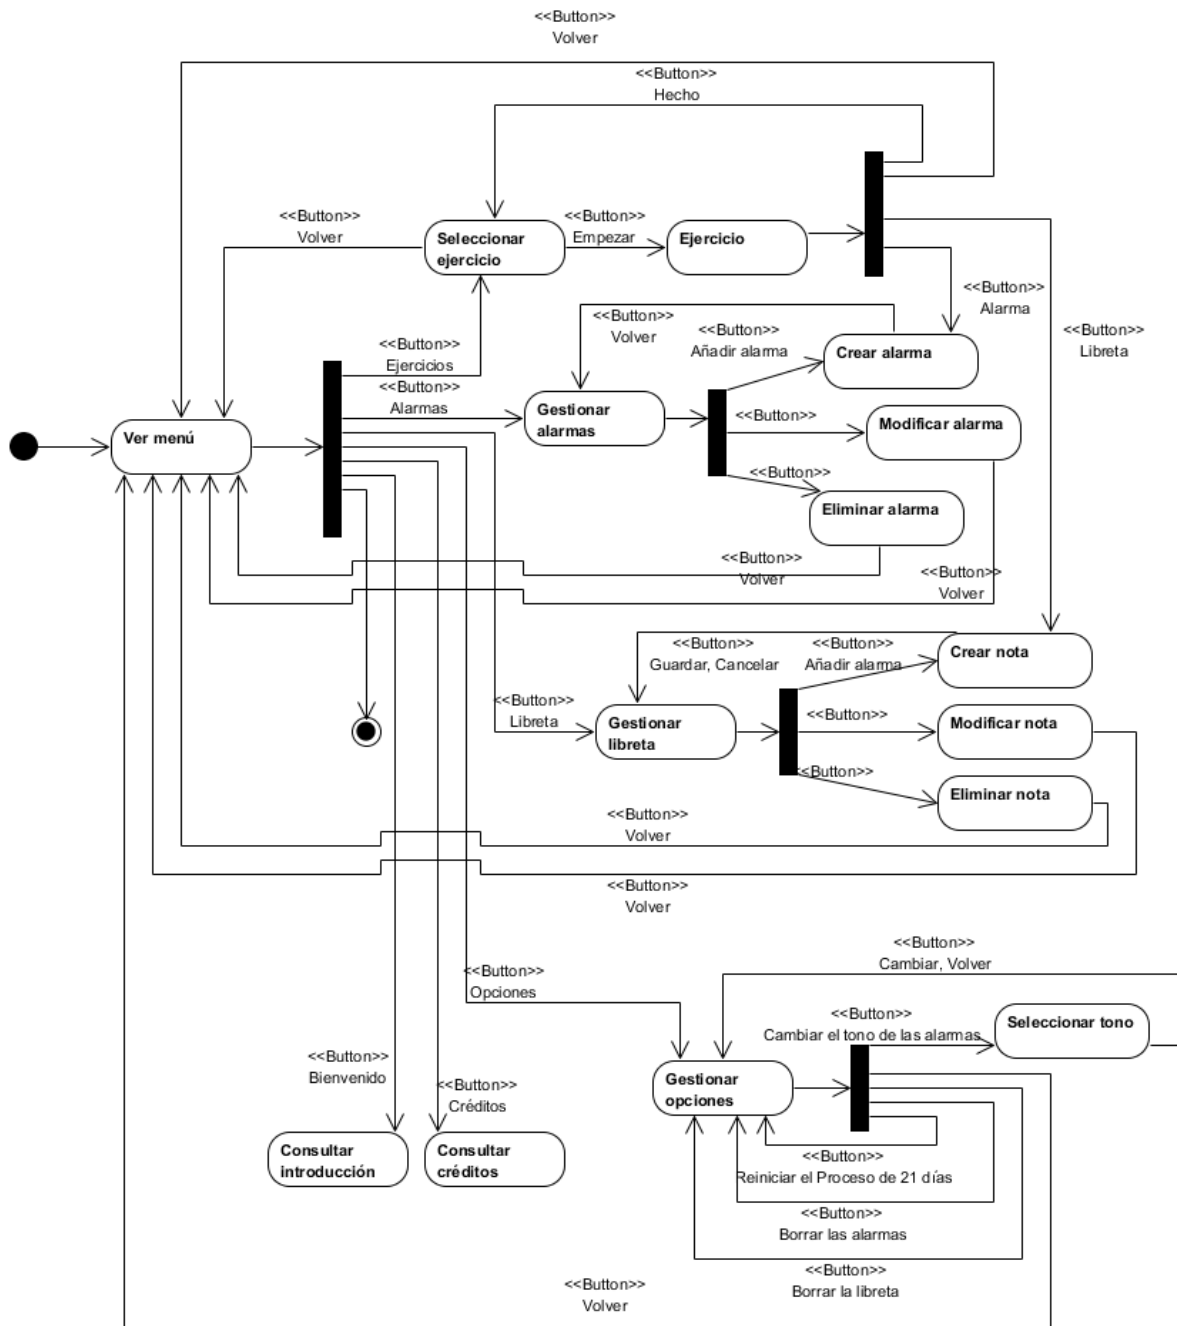 <<Button>>
Volver
<<Button>>
Hecho
<<Button>>
Volver
Seleccionar
ejercicio
<<Button>>
Empezar
Ejercicio
<<Button>>
Alarma
<<Button>>
Libreta
<<Button>>
Ejercicios
<<Button>>
Alarmas
<<Button>>
Volver
<<Button>>
Añadir alarma
Crear alarma
Ver menú
Gestionar
alarmas
<<Button>>
Modificar alarma
<<Button>>
Eliminar alarma
<<Button>>
Volver
<<Button>>
Volver
<<Button>>
Guardar, Cancelar
<<Button>>
Añadir alarma
Crear nota
<<Button>>
Libreta
Gestionar
libreta
<<Button>>
Modificar nota
<<Button>>
Eliminar nota
<<Button>>
Volver
<<Button>>
Volver
<<Button>>
Cambiar, Volver
<<Button>>
Opciones
<<Button>>
Cambiar el tono de las alarmas
Seleccionar tono
<<Button>>
Bienvenido
<<Button>>
Créditos
Gestionar
opciones
Consultar
introducción
Consultar
créditos
<<Button>>
Reiniciar el Proceso de 21 días
<<Button>>
Borrar las alarmas
<<Button>>
Borrar la libreta
<<Button>>
Volver